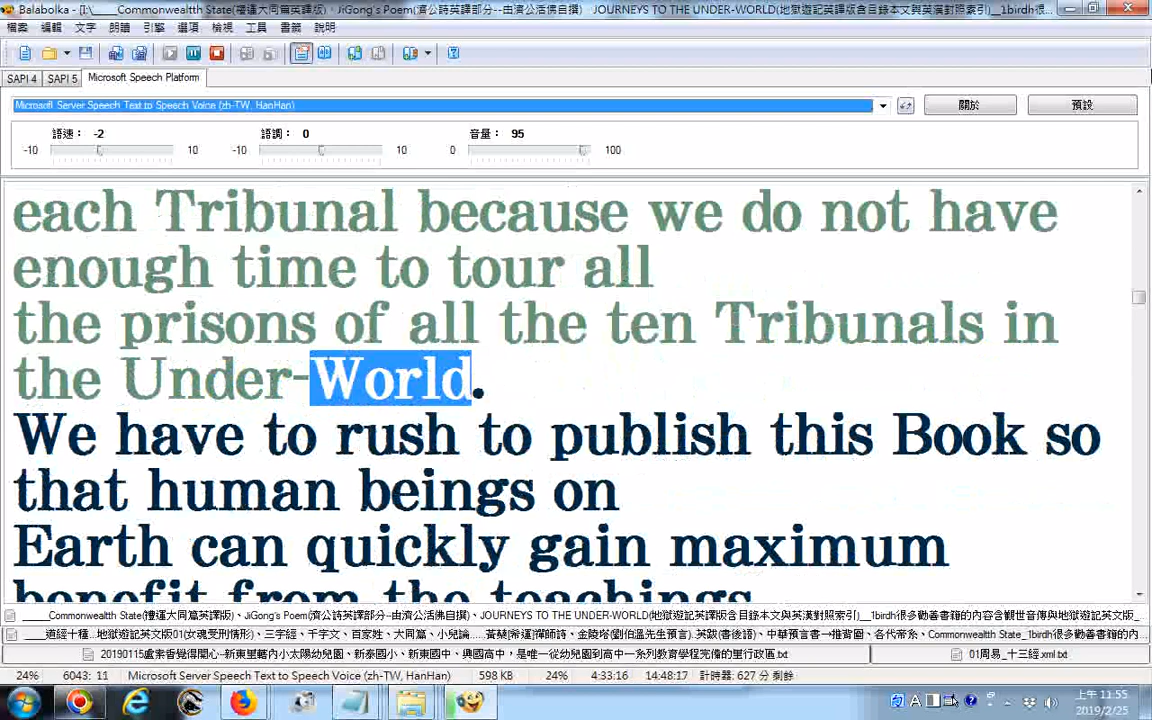 Balabolka - [I:\____Commonwealtth State(禮運大同篇英譯版)、JiGong's Poem(濟公詩英譯部分--由濟公活佛自撰) JOURNEYS TO THE UNDER-WORLD(地獄遊記英譯版含目錄本文與英漢對照索引)__1birdh很...
檔案 編輯 文字 朗讀 引擎 選項 檢視 工具 書籤 說明
SAPI 4 SAPI 5 Microsoft Speech Platform
Microsoft Server Speech Text to Speech Voice (zh-TW, HanHan)
關於 預設
語速： -2 語調： 0 音量： 95
-10 10 -10 10 0 100
each Tribunal because we do not have
enough time to tour all
the prisons of all the ten Tribunals in
the Under-World.
We have to rush to publish this Book so
that human beings on
Earth can quickly gain maximum
benefit from the teachings
____Commonwealtth State(禮運大同篇英譯版)、JiGong's Poem(濟公詩英譯部分--由濟公活佛自撰)、JOURNEYS TO THE UNDER-WORLD(地獄遊記英譯版含目錄本文與英漢對照索引)__1birdh很多勸善書籍的內容含觀世音傳與地獄遊記英文版_
道經十種...地獄遊記英文版01(女魂受刑情形)、三字經、千字文、百家姓、大同篇、小兒論.....黃蘗[希運]禪師詩、金陵塔(劉伯溫先生預言).英歎(書後語)、中華預言書--推背圖、各代帝系、Commonwealth State_1birdh很多勸善書籍的內...
20190115盧素香覺得開心--新東里轄內小太陽幼兒園、新泰國小、新東國中、興國高中，是唯一從幼兒園到高中一系列教育學程完備的里行政區.txt 01周易_十三經.xml.txt
24% 6043: 11 Microsoft Server Speech Text to Speech Voice (zh-TW, HanHan) 598 KB 24% 4:33:16 14:48:17 計時器: 627 分 剩餘
上午 11:55
2019/2/25